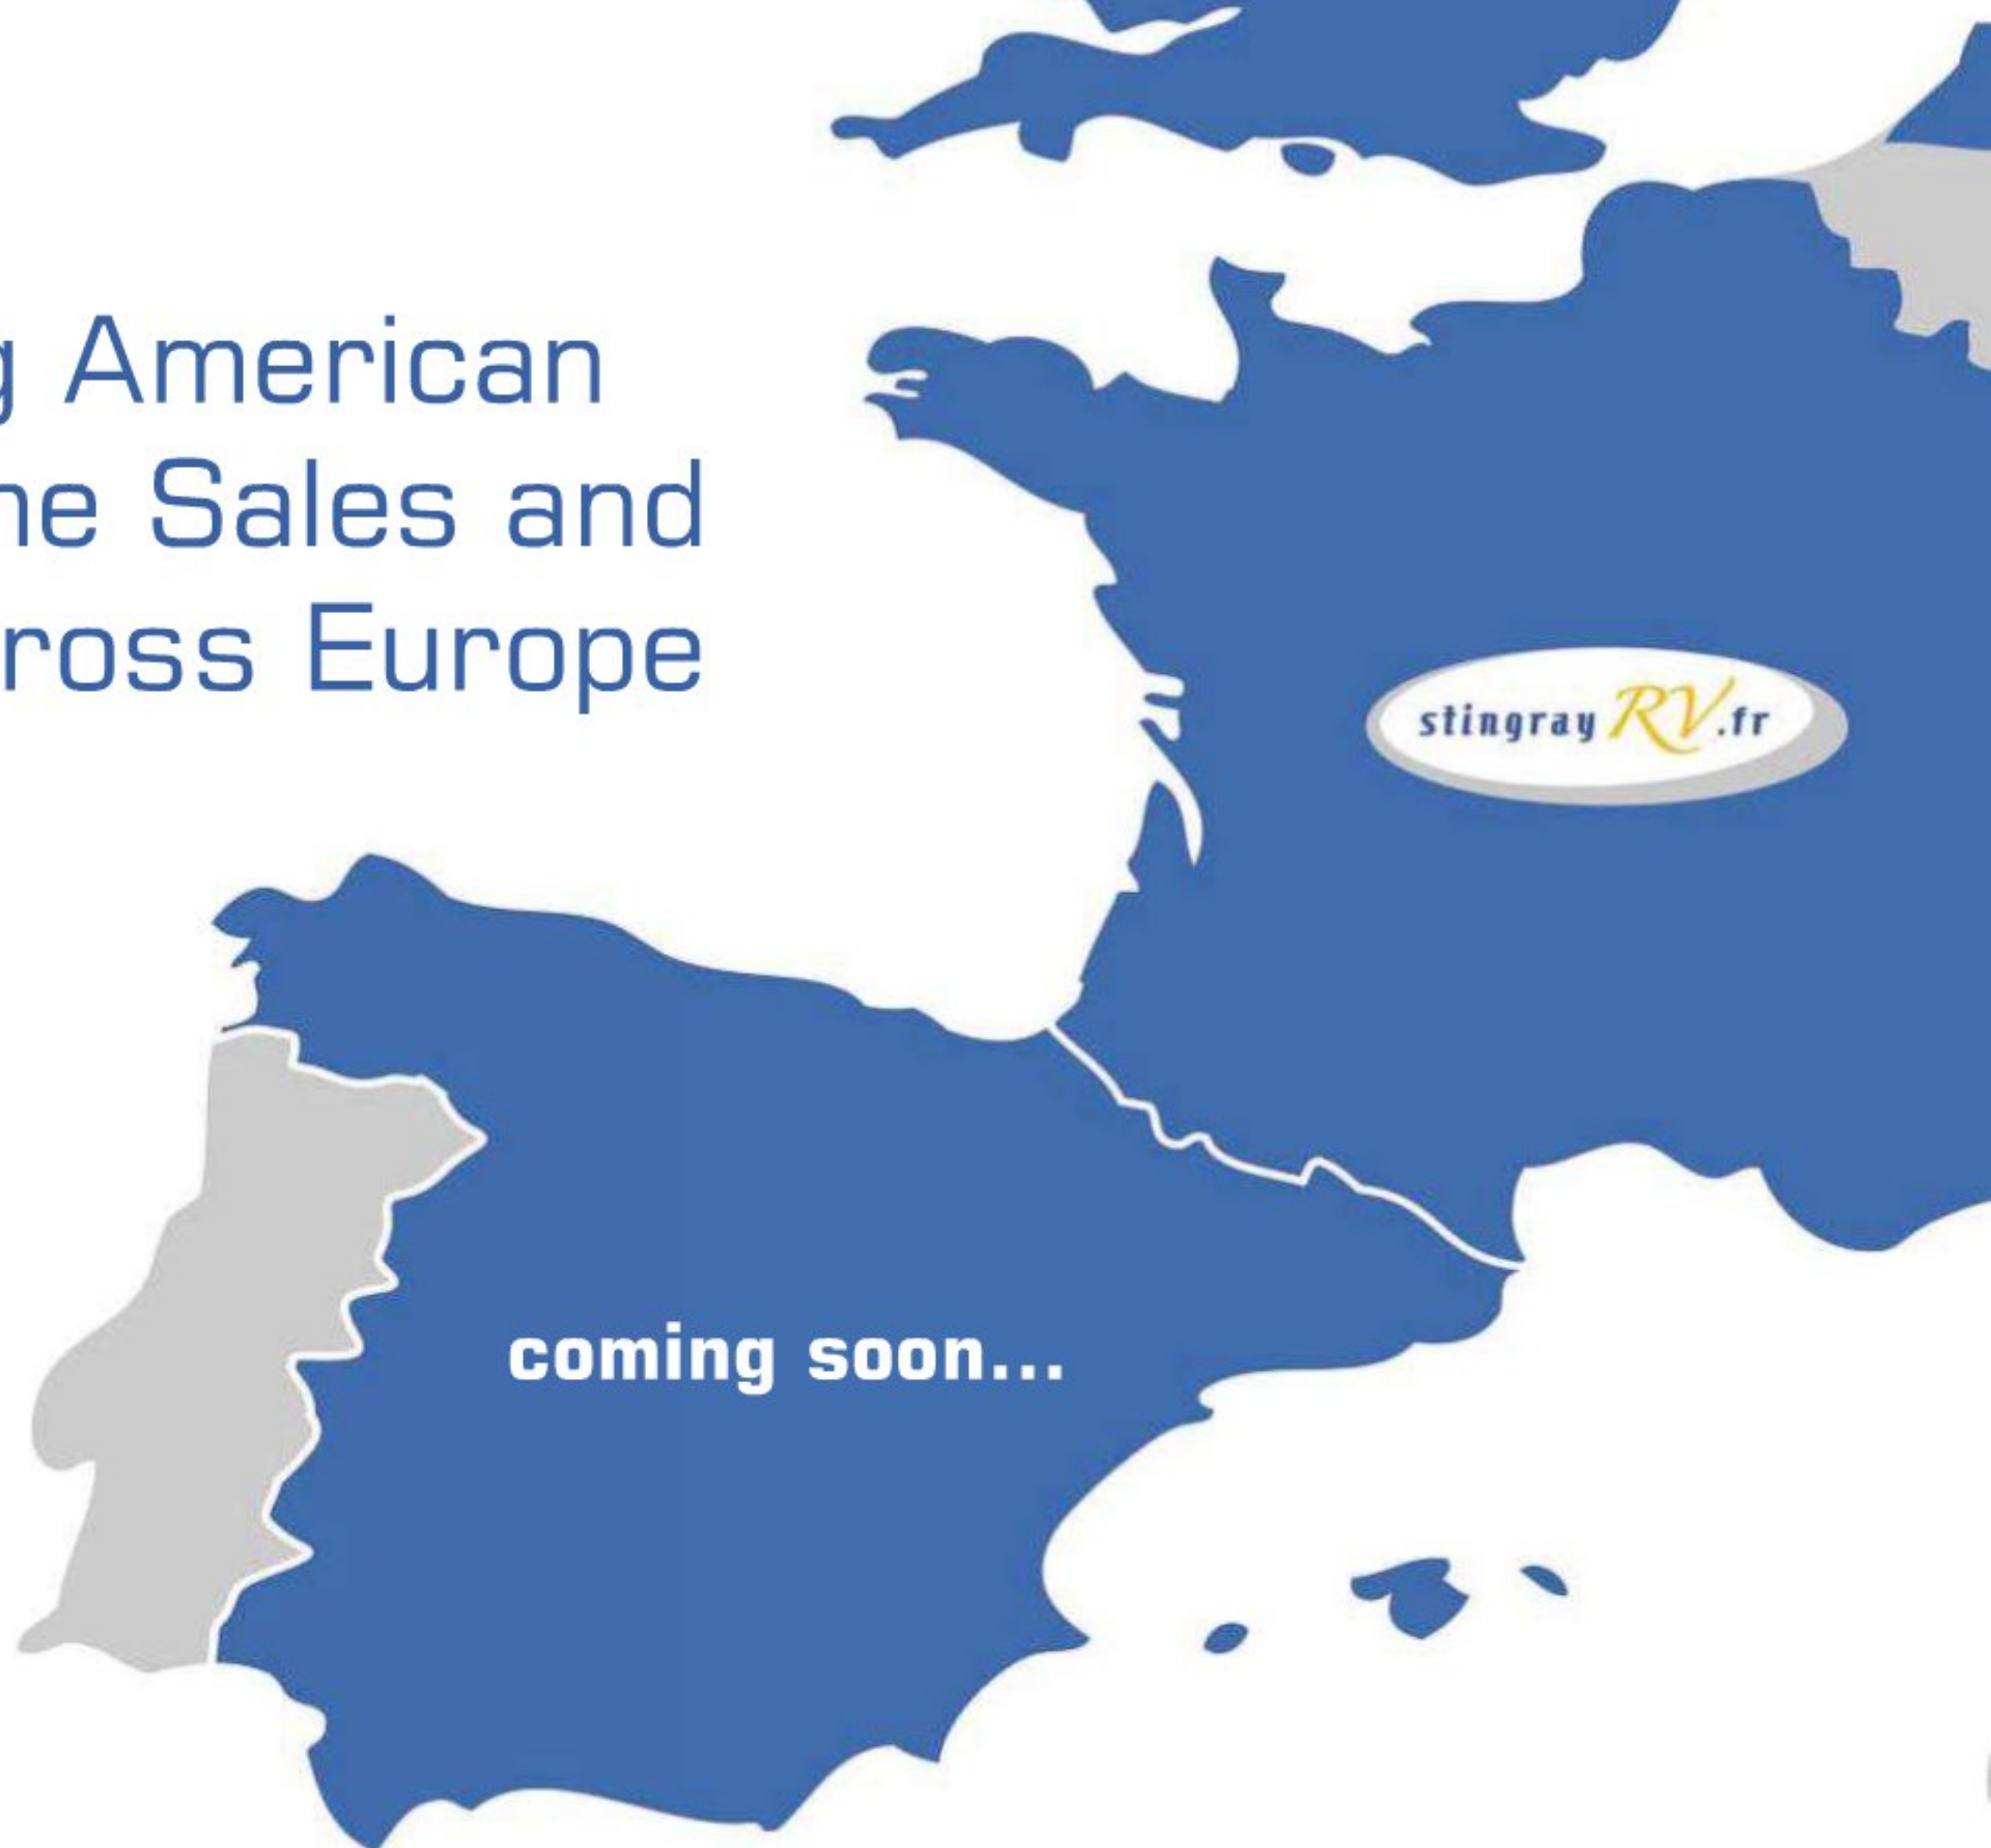 g American
ne Sales and
ross Europe
stingray RV.fr
coming soon...